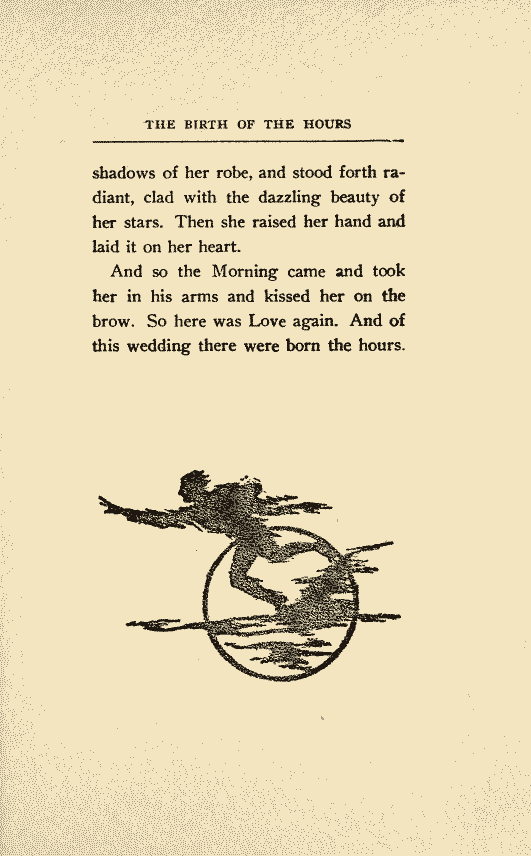 THE BIRTH OF THE HOURS
shadows of her robe, and stood forth ra-
diant, clad with the dazzling beauty of
her stars. Then she raised her hand and
laid it on her heart.
And so the Morning came and took
her in his arms and kissed her on the
brow. So here was Love again. And of
this wedding there were born the hours.